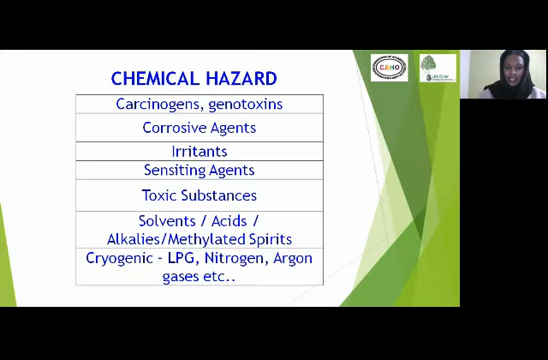 CHEMICAL HAZARD
CAHO
Carcinogens, genotoxins
Corrosive Agents
Irritants
Sensiting Agents
Toxic Substances
Solvents / Acids /
Alkalies/Methylated Spirits
Cryogenic - LPG, Nitrogen, Argon
gases etc..